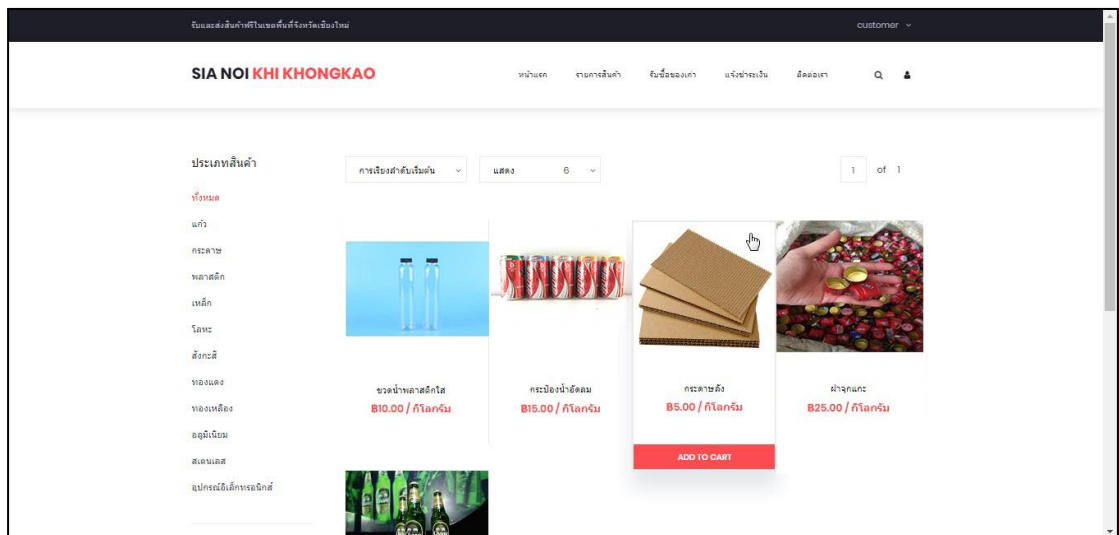 รับและส่งสินค้าฟรีในเขตพื้นที่จังหวัดเชียงใหม่
customer
SIA NOI KHI KHONGKAO
หน้าแรก
รายการสินค้า
รับซื้อของเก่า
แจ้งชำระเงิน
ติดต่อเรา
ประเภทสินค้า
การเรียงลำดับเริ่มต้น
แสดง 6
1 of 1
ทั้งหมด
แก้ว
กระดาษ
พลาสติก
เหล็ก
โลหะ
สังกะสี
ทองแดง
ทองเหลือง
อลูมิเนียม
สแตนเลส
อุปกรณ์อิเล็กทรอนิกส์
ขวดน้ำพลาสติกใส
฿10.00 / กิโลกรัม
กระป๋องน้ำอัดลม
฿15.00 / กิโลกรัม
กระดาษลัง
฿5.00 / กิโลกรัม
ADD TO CART
ฝาจุกแกะ
฿25.00 / กิโลกรัม